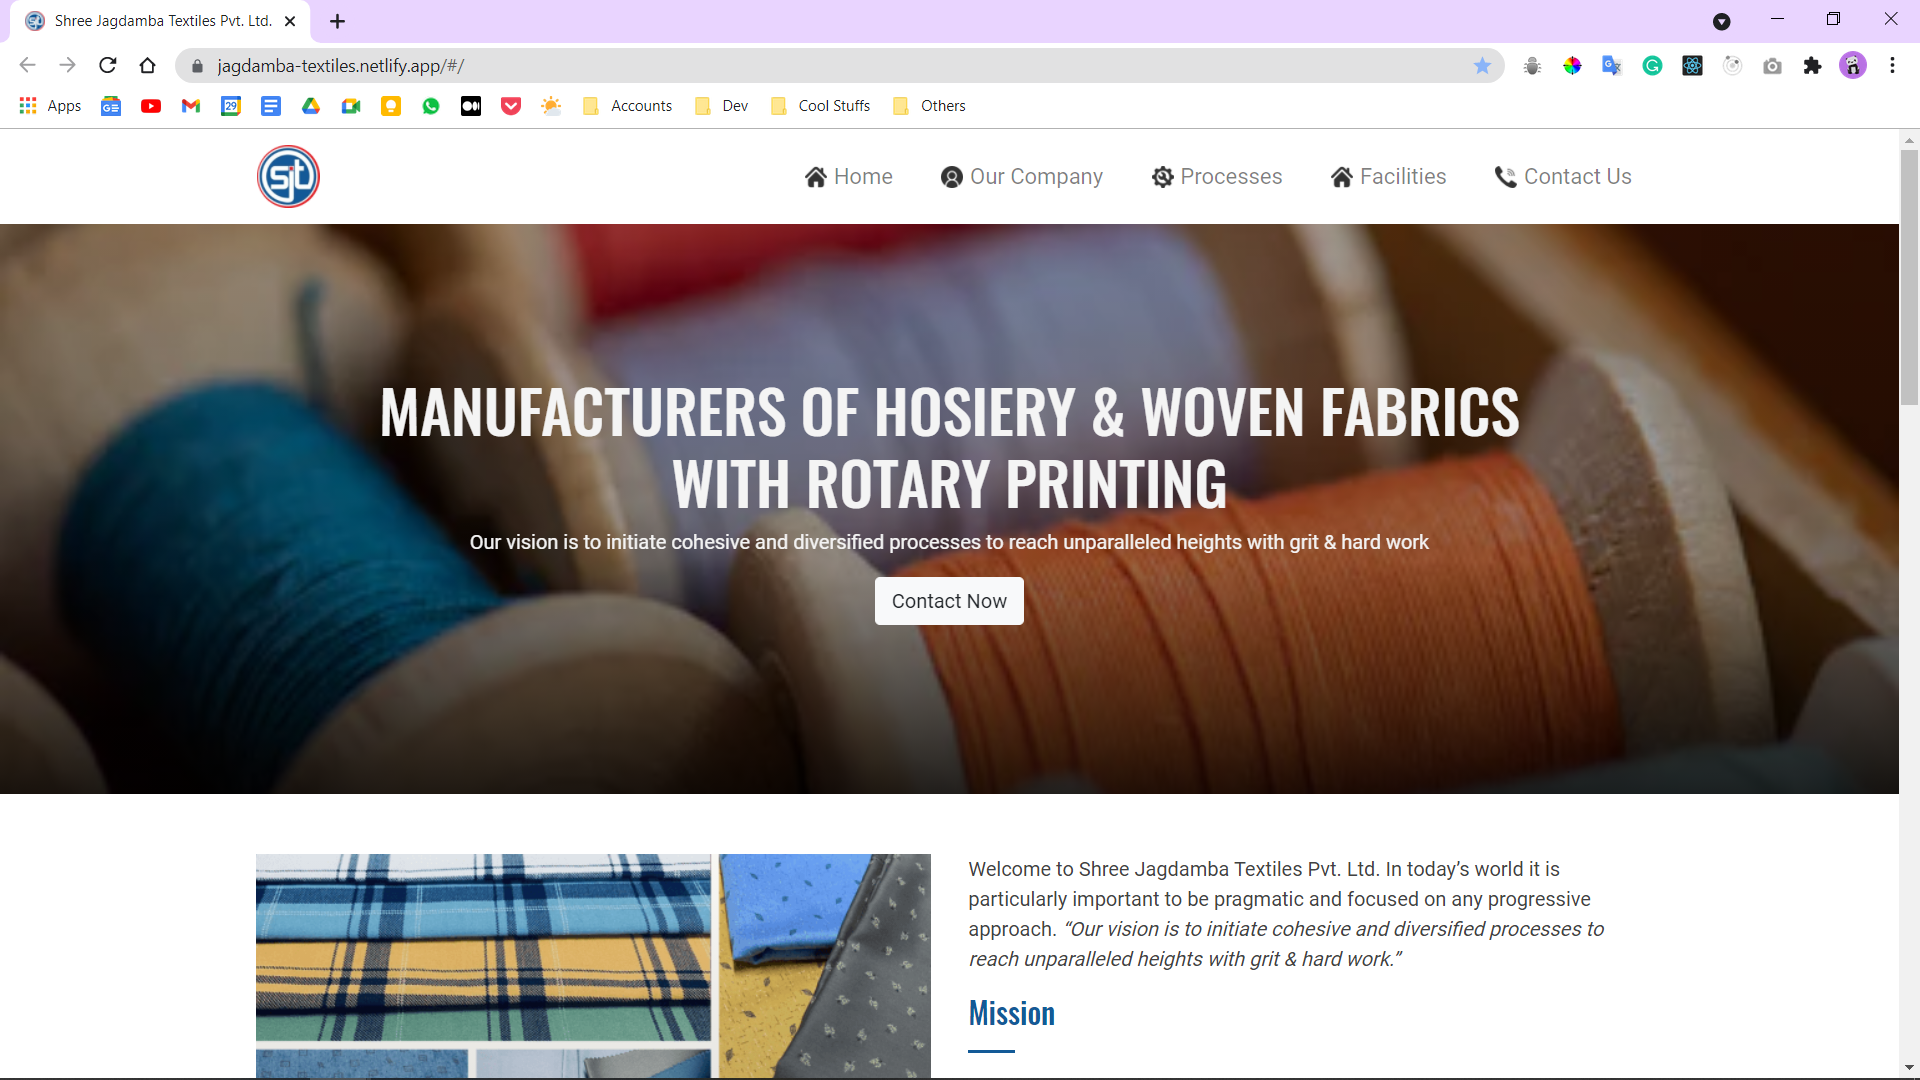 Shree Jagdamba Textiles Pvt. Ltd.
jagdamba-textiles.netlify.app/#/
Apps
Accounts
Dev
Cool Stuffs
Others
sjt
Home
Our Company
Processes
Facilities
Contact Us
MANUFACTURERS OF HOSIERY & WOVEN FABRICS
WITH ROTARY PRINTING
Our vision is to initiate cohesive and diversified processes to reach unparalleled heights with grit & hard work
Contact Now
Welcome to Shree Jagdamba Textiles Pvt. Ltd. In today’s world it is
particularly important to be pragmatic and focused on any progressive
approach. “Our vision is to initiate cohesive and diversified processes to
reach unparalleled heights with grit & hard work.”
Mission